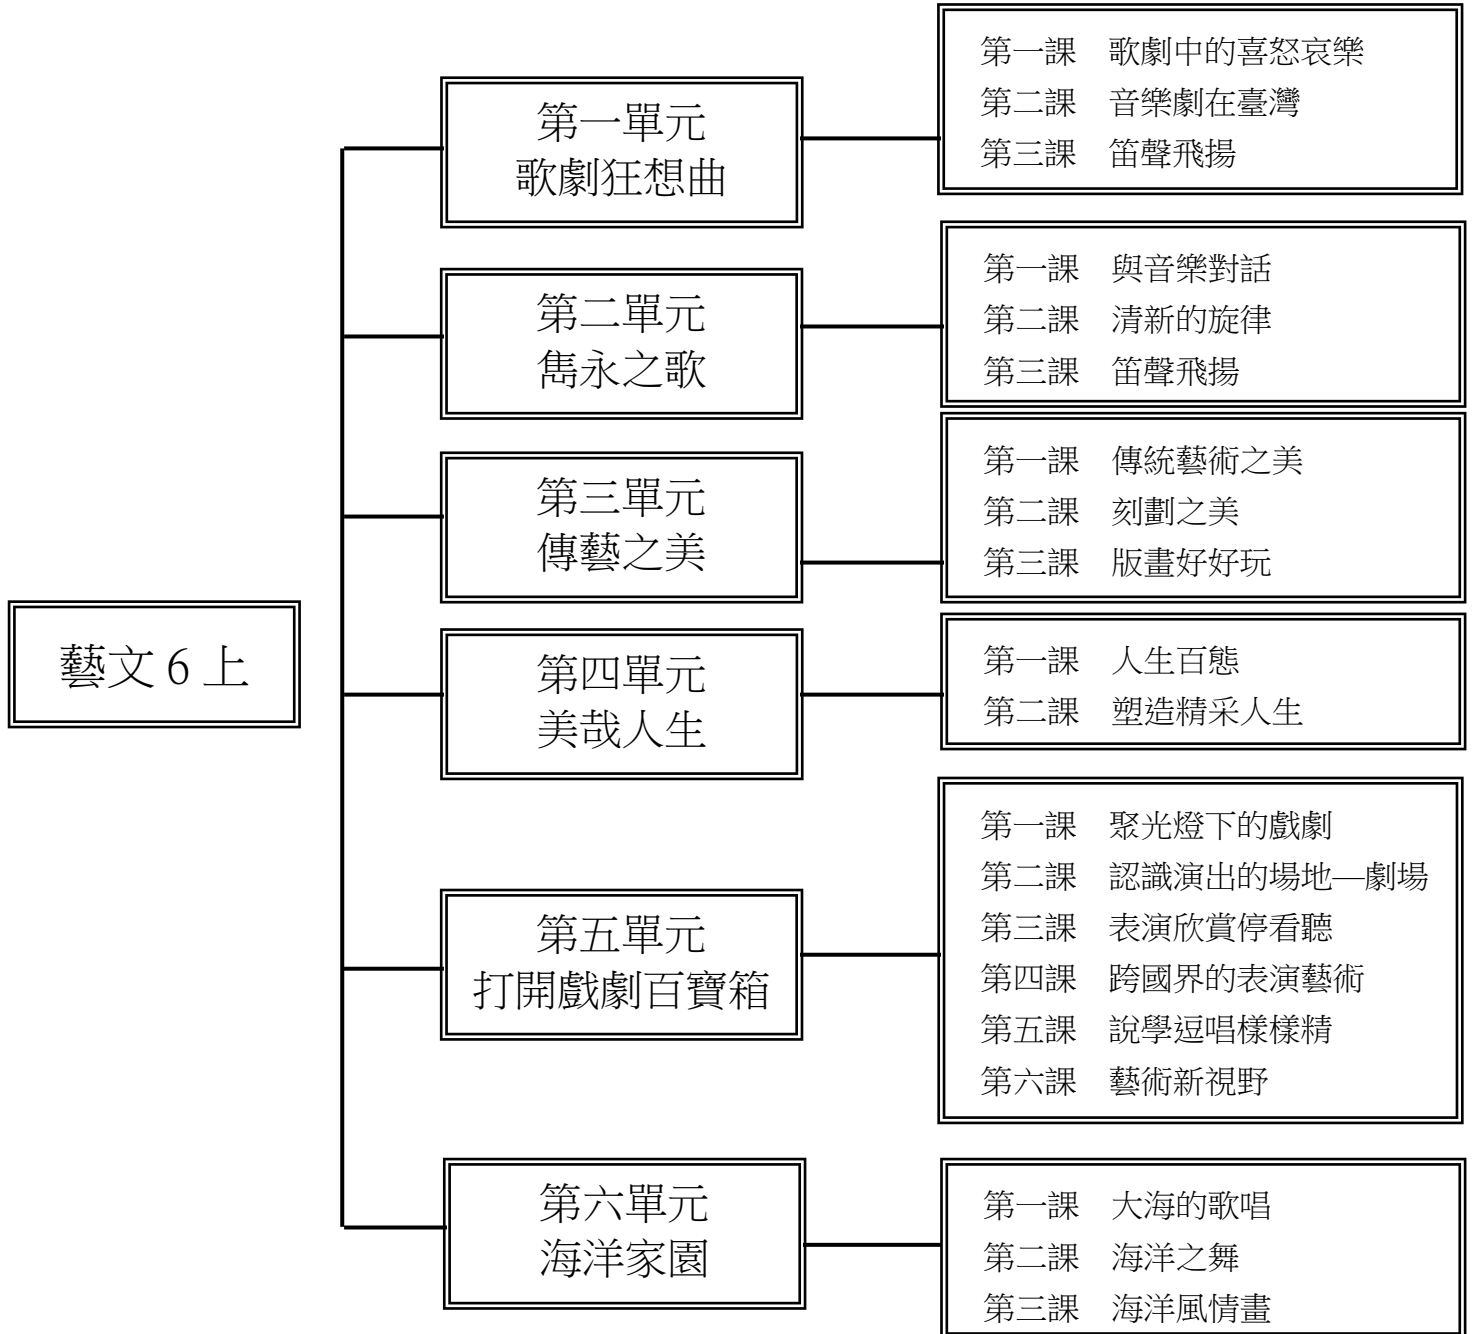 藝文 6 上
第一單元
歌劇狂想曲
第一課　歌劇中的喜怒哀樂
第二課　音樂劇在臺灣
第三課　笛聲飛揚
第二單元
雋永之歌
第一課　與音樂對話
第二課　清新的旋律
第三課　笛聲飛揚
第三單元
傳藝之美
第一課　傳統藝術之美
第二課　刻劃之美
第三課　版畫好好玩
第四單元
美哉人生
第一課　人生百態
第二課　塑造精采人生
第五單元
打開戲劇百寶箱
第一課　聚光燈下的戲劇
第二課　認識演出的場地—劇場
第三課　表演欣賞停看聽
第四課　跨國界的表演藝術
第五課　說學逗唱樣樣精
第六課　藝術新視野
第六單元
海洋家園
第一課　大海的歌唱
第二課　海洋之舞
第三課　海洋風情畫